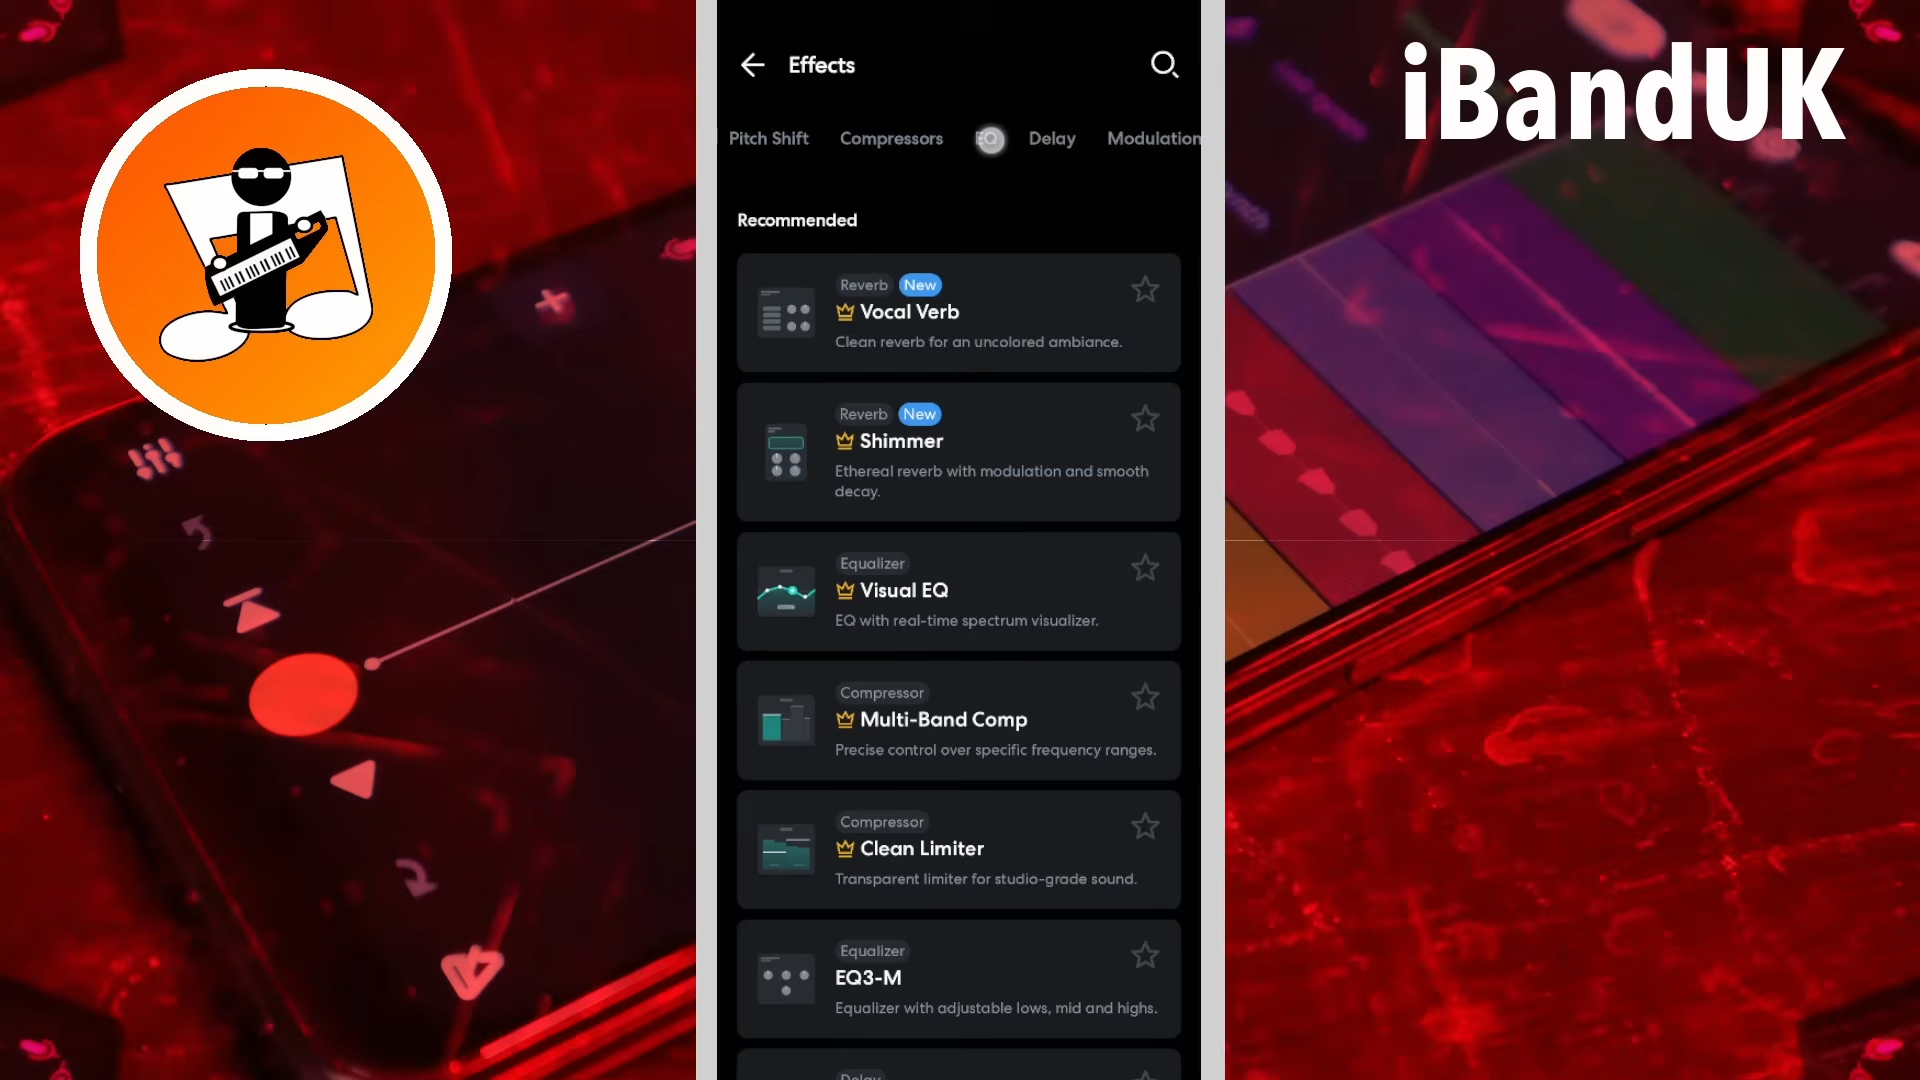 iBandUK
Effects
Pitch Shift Compressors EQ Delay Modulation
Recommended
Reverb New
Vocal Verb
Clean reverb for an uncolored ambiance.
Reverb New
Shimmer
Ethereal reverb with modulation and smooth
decay.
Equalizer
Visual EQ
EQ with real-time spectrum visualizer.
Compressor
Multi-Band Comp
Precise control over specific frequency ranges.
Compressor
Clean Limiter
Transparent limiter for studio-grade sound.
Equalizer
EQ3-M
Equalizer with adjustable lows, mid and highs.
Delay